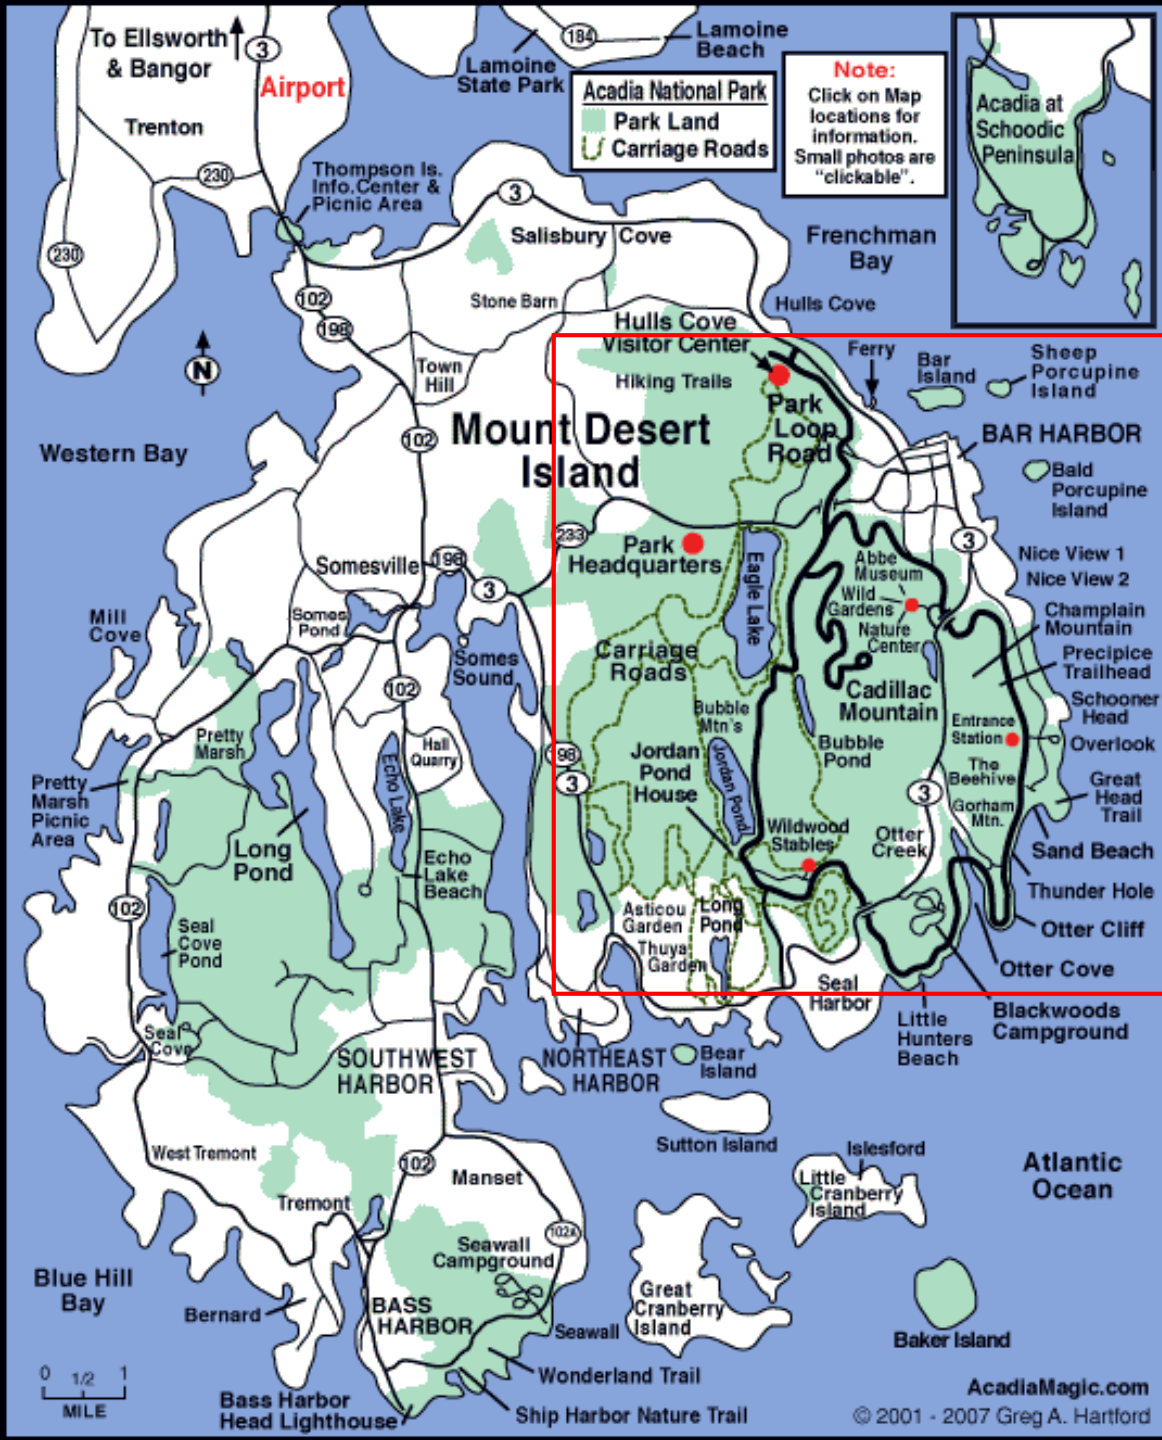 To Ellsworth
& Bangor
3
Airport
Trenton
230
230
Thompson Is.
Info.Center &
Picnic Area
184
Lamoine
Beach
Lamoine
State Park
Acadia National Park
Park Land
Carriage Roads
Note:
Click on Map
locations for
information.
Small photos are
"clickable".
Acadia at
Schoodic
Peninsula
3
Salisbury Cove
Frenchman
Bay
102
198
Stone Barn
Hulls Cove
N
Town
Hill
Hulls Cove
Visitor Center
Hiking Trails
Park
Loop
Road
Ferry
Bar
Island
Sheep
Porcupine
Island
BAR HARBOR
Bald
Porcupine
Island
Western Bay
102
Mount Desert
Island
233
Park
Headquarters
Eagle Lake
Abbe
Museum
Wild
Gardens
Nature
Center
3
Nice View 1
Nice View 2
Champlain
Mountain
Precipice
Trailhead
Schooner
Head
Overlook
Somesville
198
3
Somes
Pond
Mill
Cove
Somes
Sound
Carriage
Roads
Cadillac
Mountain
Entrance
Station
102
Pretty
Marsh
Hall
Quarry
Echo Lake
98
3
Bubble
Mtn's
Jordan
Pond
House
Jordan Pond
Bubble
Pond
The
Beehive
Gorham
Mtn.
3
Great
Head
Trail
Pretty
Marsh
Picnic
Area
Long
Pond
Echo
Lake
Beach
Wildwood
Stables
Otter
Creek
Sand Beach
Thunder Hole
Otter Cliff
Otter Cove
102
Seal
Cove
Pond
Asticou
Garden
Long
Pond
Thuya
Garden
Seal
Harbor
Blackwoods
Campground
Little
Hunters
Beach
Seal
Cove
SOUTHWEST
HARBOR
NORTHEAST
HARBOR
Bear
Island
Sutton Island
West Tremont
102
Manset
Tremont
102A
Islesford
Little
Cranberry
Island
Atlantic
Ocean
Seawall
Campground
Blue Hill
Bay
Bernard
BASS
HARBOR
Seawall
Great
Cranberry
Island
Baker Island
Wonderland Trail
0 1/2 1
MILE
Bass Harbor
Head Lighthouse
Ship Harbor Nature Trail
AcadiaMagic.com
© 2001 - 2007 Greg A. Hartford